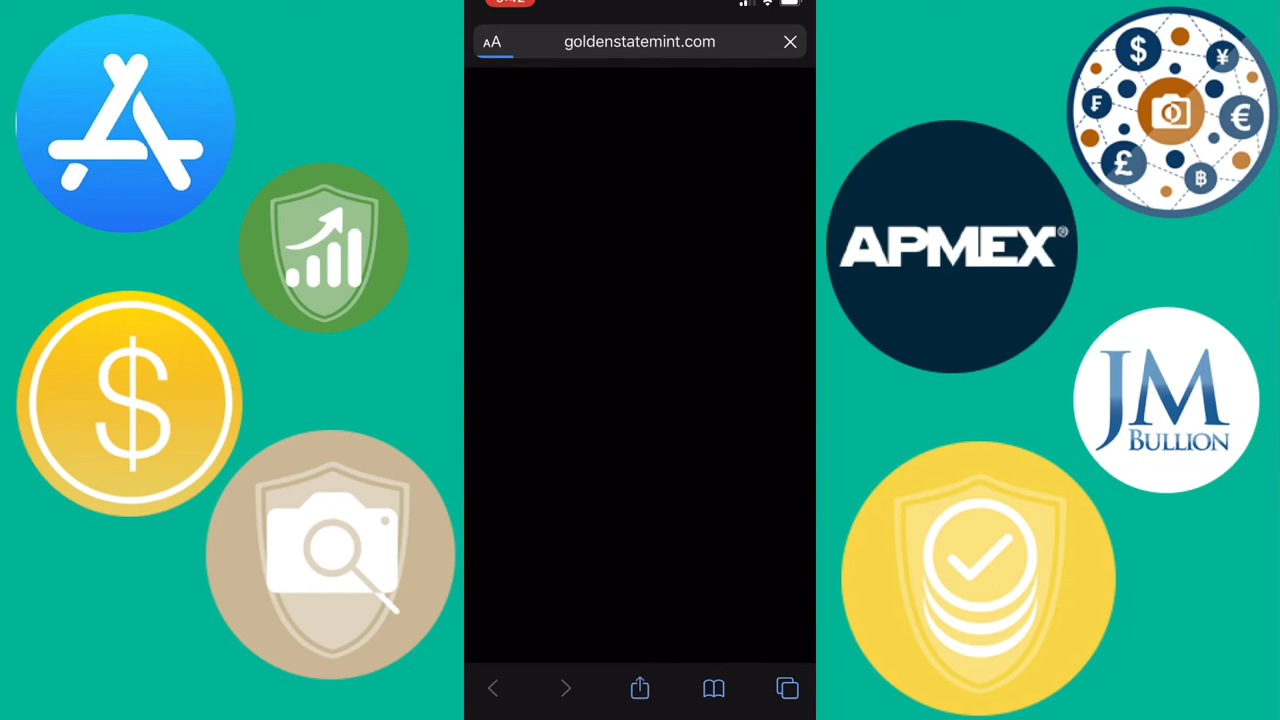 AA
goldenstatemint.com
$
$
¥
₣
€
£
฿
APMEX®
JM
BULLION